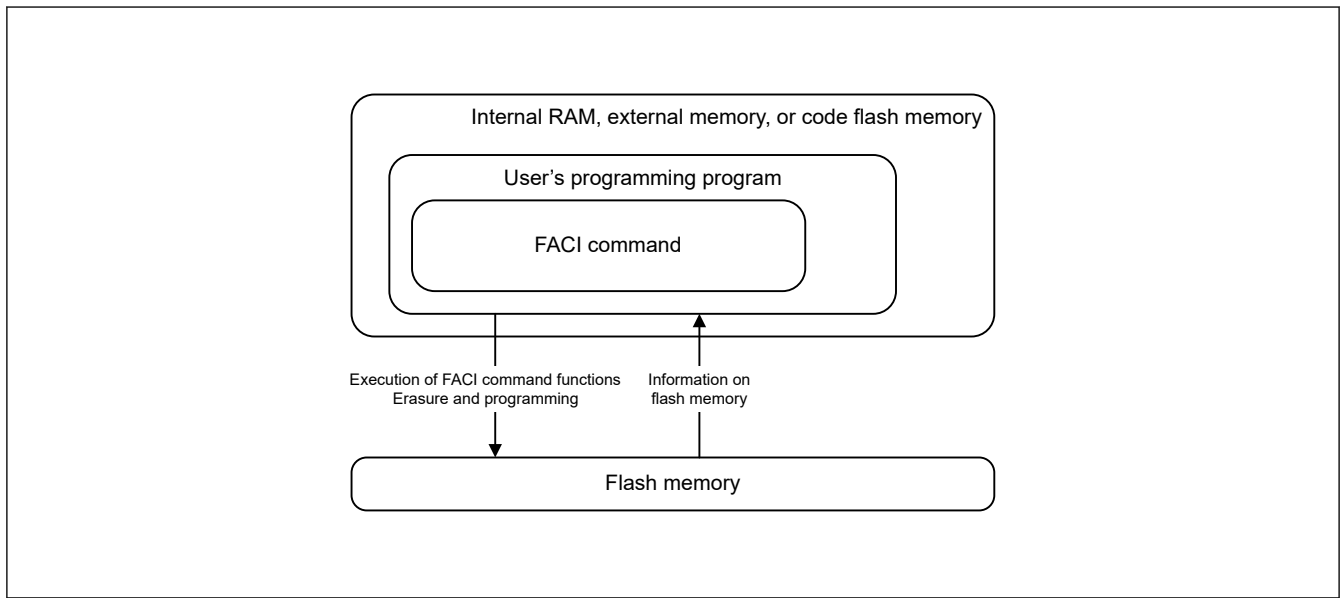 Internal RAM, external memory, or code flash memory
User’s programming program
FACI command
Execution of FACI command functions
Erasure and programming
Information on
flash memory
Flash memory